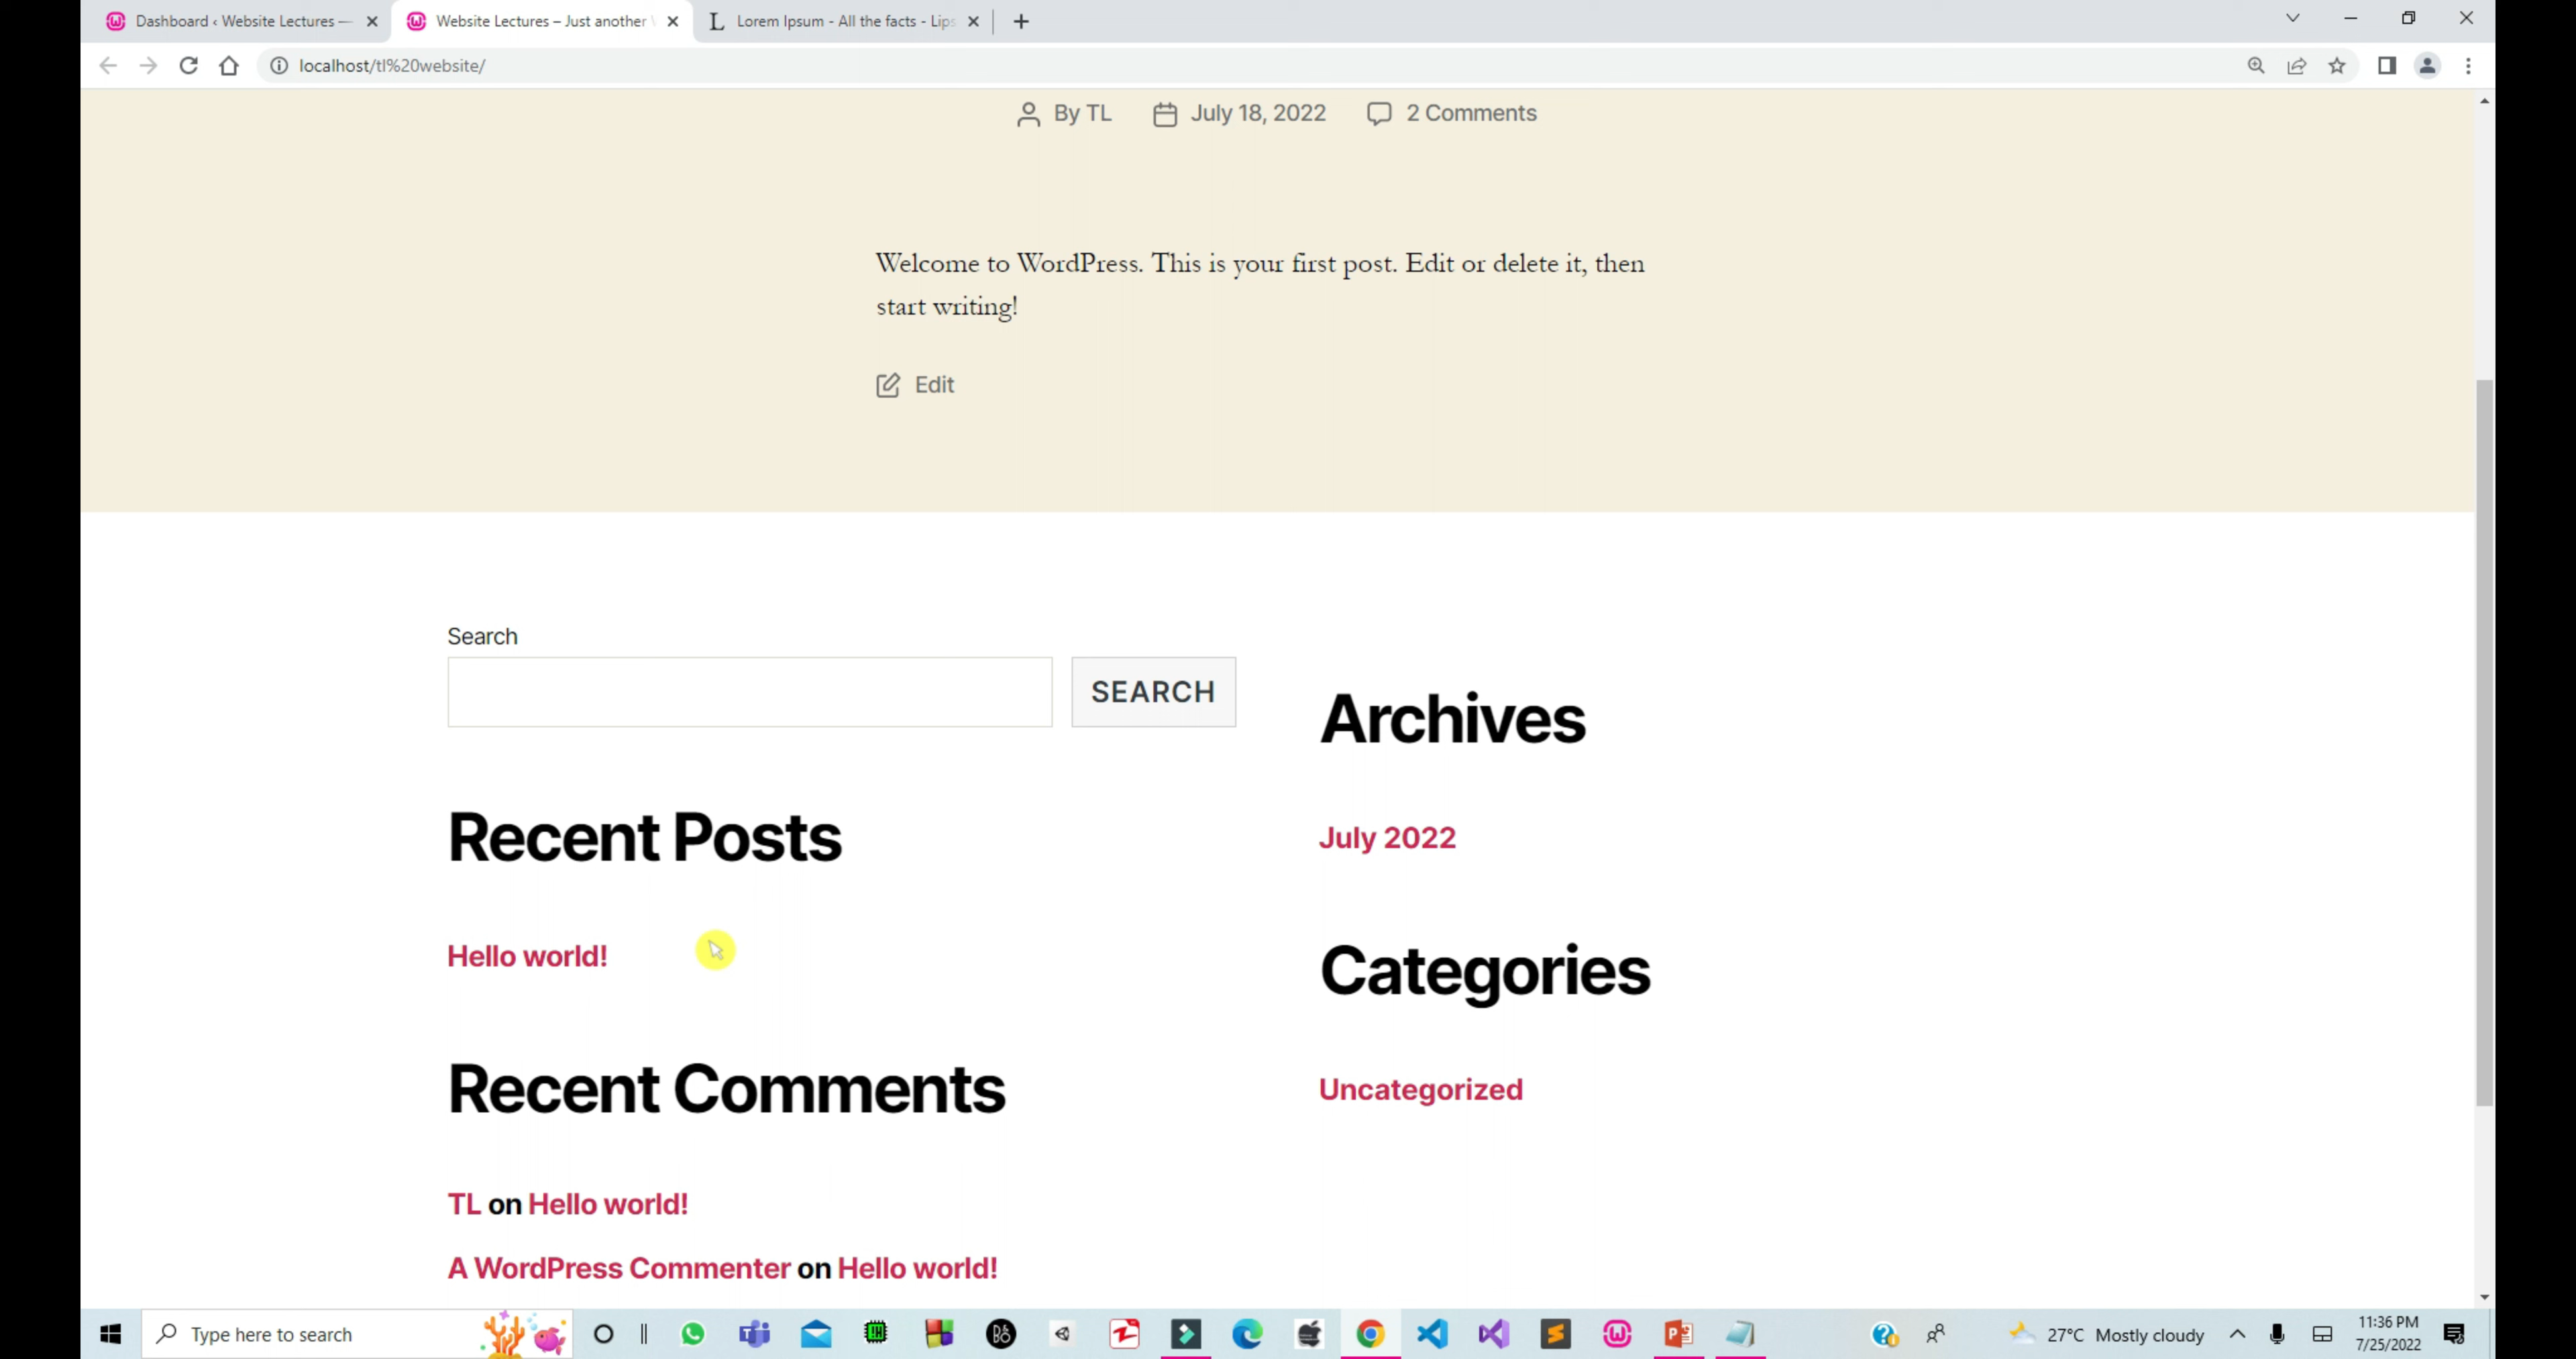 Dashboard ‹ Website Lectures —
Website Lectures – Just another
Lorem Ipsum - All the facts - Lips
localhost/tl%20website/
By TL
July 18, 2022
2 Comments
Welcome to WordPress. This is your first post. Edit or delete it, then
start writing!
Edit
Search
SEARCH
Recent Posts
Hello world!
Recent Comments
TL on Hello world!
A WordPress Commenter on Hello world!
Archives
July 2022
Categories
Uncategorized
Type here to search
27°C Mostly cloudy
11:36 PM
7/25/2022